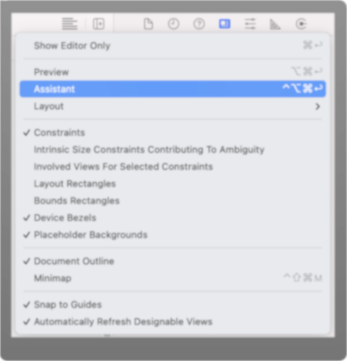 Show Editor Only ⌘↩
Preview ⌥⌘↩
Assistant ^⌥⌘↩
Layout >
✓ Constraints
Intrinsic Size Constraints Contributing To Ambiguity
Involved Views For Selected Constraints
Layout Rectangles
Bounds Rectangles
✓ Device Bezels
✓ Placeholder Backgrounds
✓ Document Outline
Minimap ^⇧⌘M
✓ Snap to Guides
✓ Automatically Refresh Designable Views